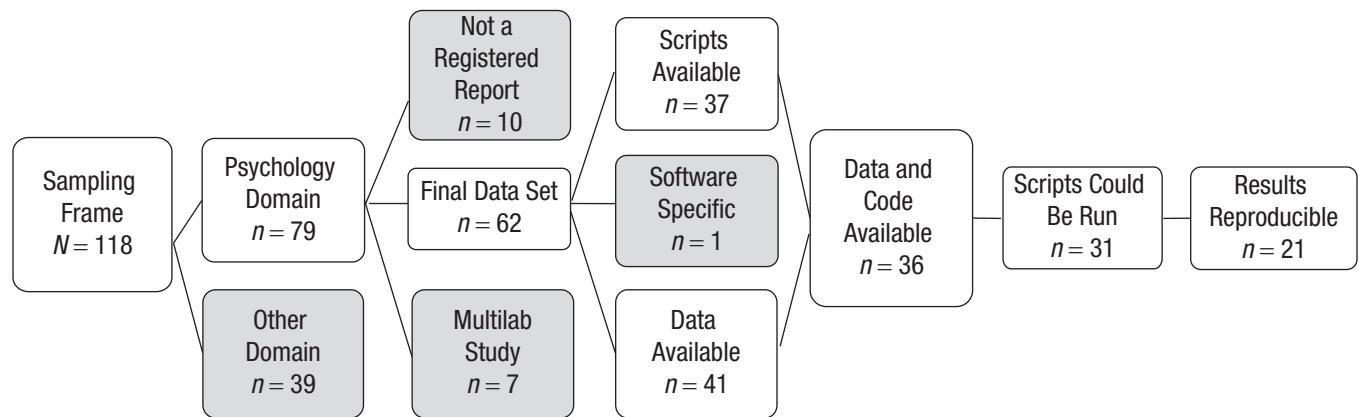 Sampling
Frame
N = 118
Psychology
Domain
n = 79
Other
Domain
n = 39
Not a
Registered
Report
n = 10
Final Data Set
n = 62
Multilab
Study
n = 7
Scripts
Available
n = 37
Software
Specific
n = 1
Data
Available
n = 41
Data and
Code
Available
n = 36
Scripts Could
Be Run
n = 31
Results
Reproducible
n = 21